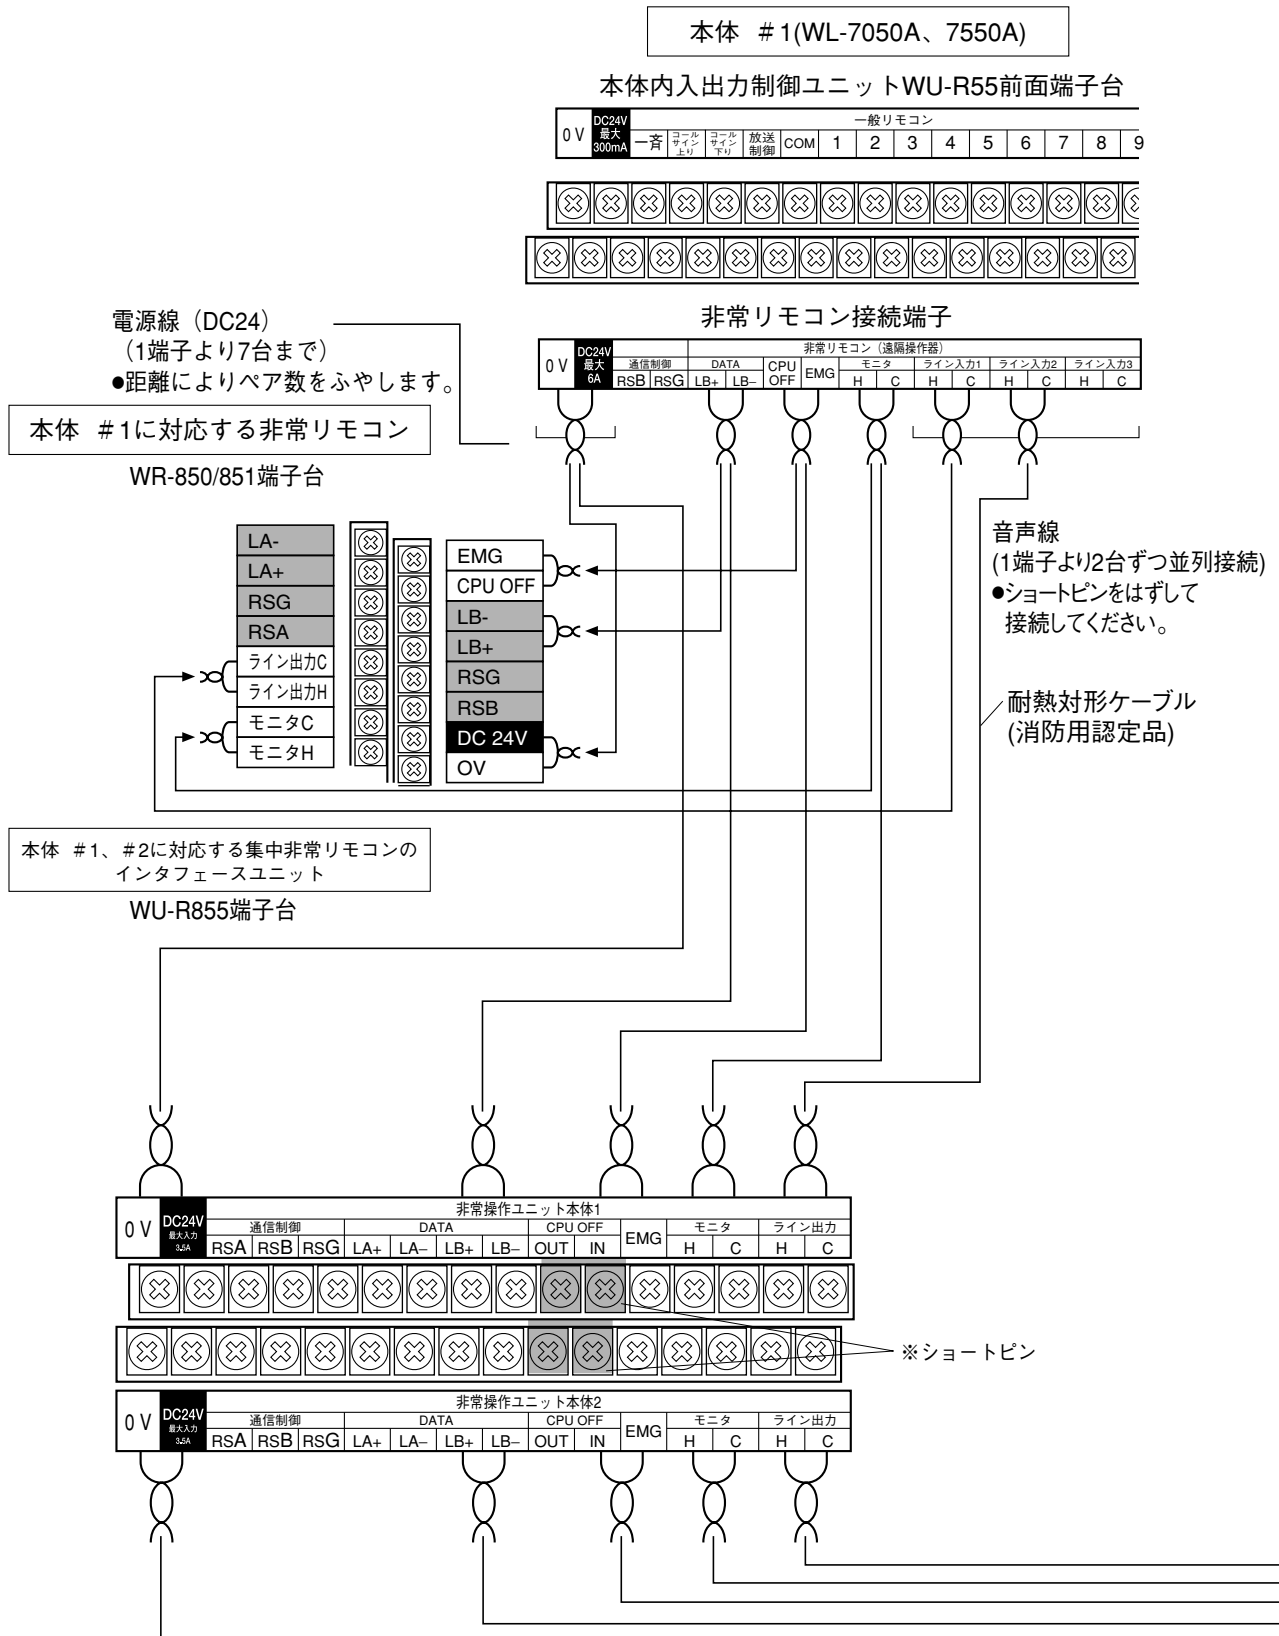 本体 ＃1(WL-7050A、7550A)
本体内入出力制御ユニットWU-R55前面端子台
0 V
DC24V
最大
300mA
一般リモコン
一斉
コール
サイン
上り
コール
サイン
下り
放送
制御
COM 1 2 3 4 5 6 7 8 9
非常リモコン接続端子
電源線（DC24）
（1端子より7台まで）
●距離によりペア数をふやします。
0 V
DC24V
最大
6A
非常リモコン（遠隔操作器）
通信制御 DATA CPU OFF EMG モニタ ライン入力1 ライン入力2 ライン入力3
RSB RSG LB+ LB− H C H C H C H C
本体 ＃1に対応する非常リモコン
WR-850/851端子台
LA-
LA+
RSG
RSA
ライン出力C
ライン出力H
モニタC
モニタH
EMG
CPU OFF
LB-
LB+
RSG
RSB
DC 24V
OV
音声線
(1端子より2台ずつ並列接続)
●ショートピンをはずして
接続してください。
耐熱対形ケーブル
(消防用認定品)
本体 ＃1、＃2に対応する集中非常リモコンの
インタフェースユニット
WU-R855端子台
0 V
DC24V
最大入力
3.5A
非常操作ユニット本体1
通信制御 DATA CPU OFF EMG モニタ ライン出力
RSA RSB RSG LA+ LA− LB+ LB− OUT IN H C H C
※ショートピン
0 V
DC24V
最大入力
3.5A
非常操作ユニット本体2
通信制御 DATA CPU OFF EMG モニタ ライン出力
RSA RSB RSG LA+ LA− LB+ LB− OUT IN H C H C